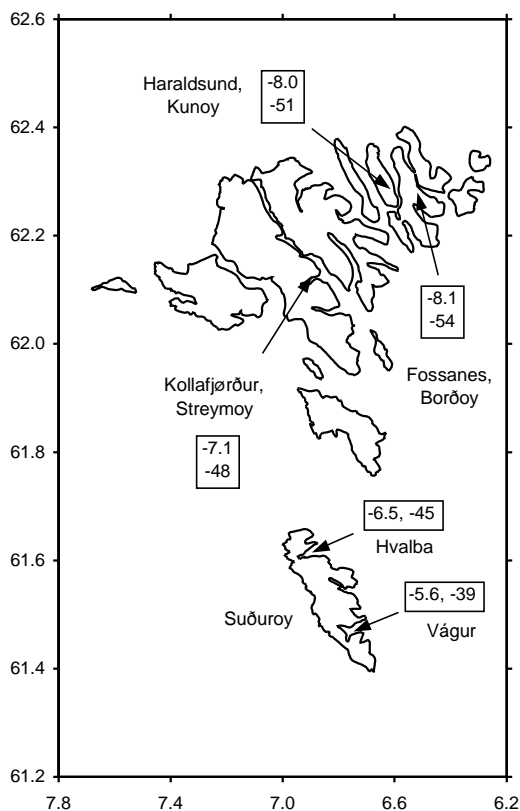 62.6
62.4
62.2
62.0
61.8
61.6
61.4
61.2
7.8
7.4
7.0
6.6
6.2
Haraldsund,
Kunoy
-8.0
-51
-8.1
-54
Fossanes,
Borðoy
Kollafjørður,
Streymoy
-7.1
-48
-6.5, -45
Hvalba
-5.6, -39
Vágur
Suðuroy